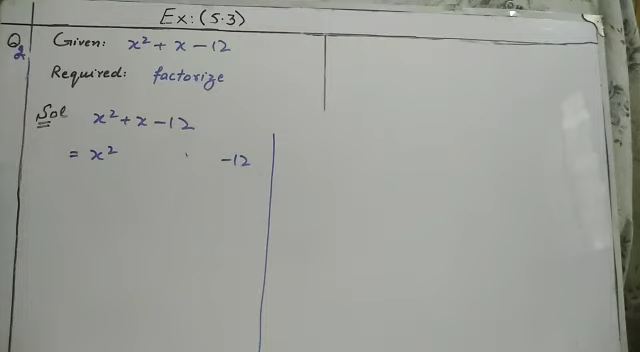 Ex: (5.3)
Q2 Given: x² + x - 12
Required: factorize
Sol x² + x - 12
= x² -12